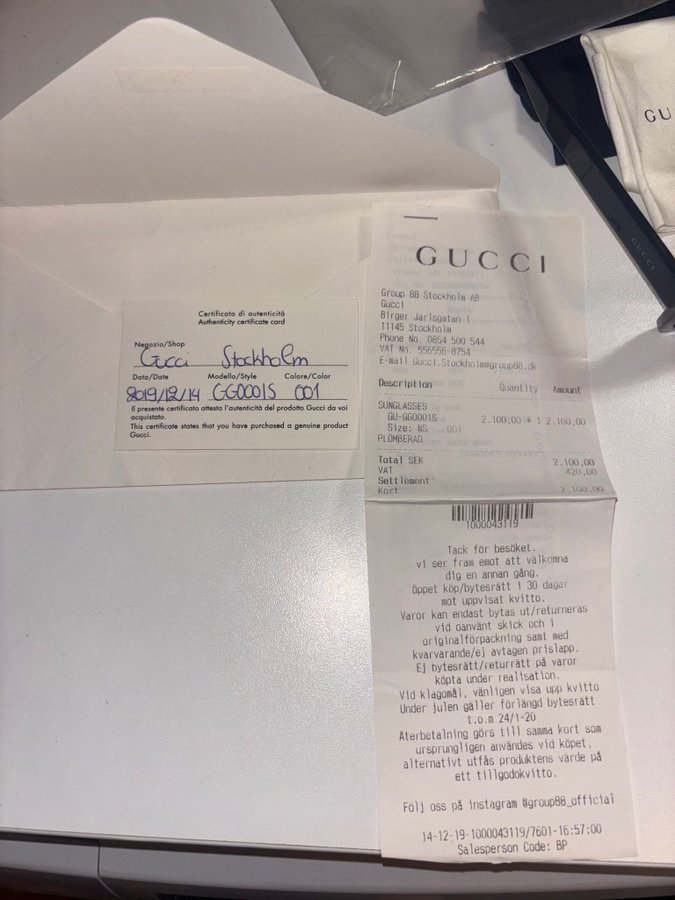 GU
GUCCI
Certificato di autenticità
Authenticity certificate card
Negozio/Shop
Gucci Stockholm
Data/Date Modello/Style Colore/Color
2019/12/14 GG0001S 001
Il presente certificato attesta l'autenticità del prodotto Gucci da voi
acquistato.
This certificate states that you have purchased a genuine product
Gucci.
GUCCI
Group 88 Stockholm AB
Gucci
Birger Jarlsgatan 1
11145 Stockholm
Phone No. 0854 500 544
VAT No. 556556-8754
E-mail Gucci.Stockholm@group88.dk
Description Quantity Amount
SUNGLASSES
GU-GG0001S 2.100,00 * 1 2.100,00
Size: NS 001
PLOMBERAD
Total SEK 2.100,00
VAT 420,00
Settlement
Kort 2.100,00
1000043119
Tack för besöket.
vi ser fram emot att välkomna
dig en annan gång.
öppet köp/bytesrätt i 30 dagar
mot uppvisat kvitto.
Varor kan endast bytas ut/returneras
vid oanvänt skick och i
originalförpackning samt med
kvarvarande/ej avtagen prislapp.
Ej bytesrätt/returrätt på varor
köpta under realisation.
Vid klagomål, vänligen visa upp kvitto
Under julen gäller förlängd bytesrätt
t.o.m 24/1-20
Återbetalning görs till samma kort som
ursprungligen användes vid köpet,
alternativt utfås produktens värde på
ett tillgodokvitto.
Följ oss på instagram #group88_official
14-12-19-1000043119/7601-16:57:00
Salesperson Code: BP